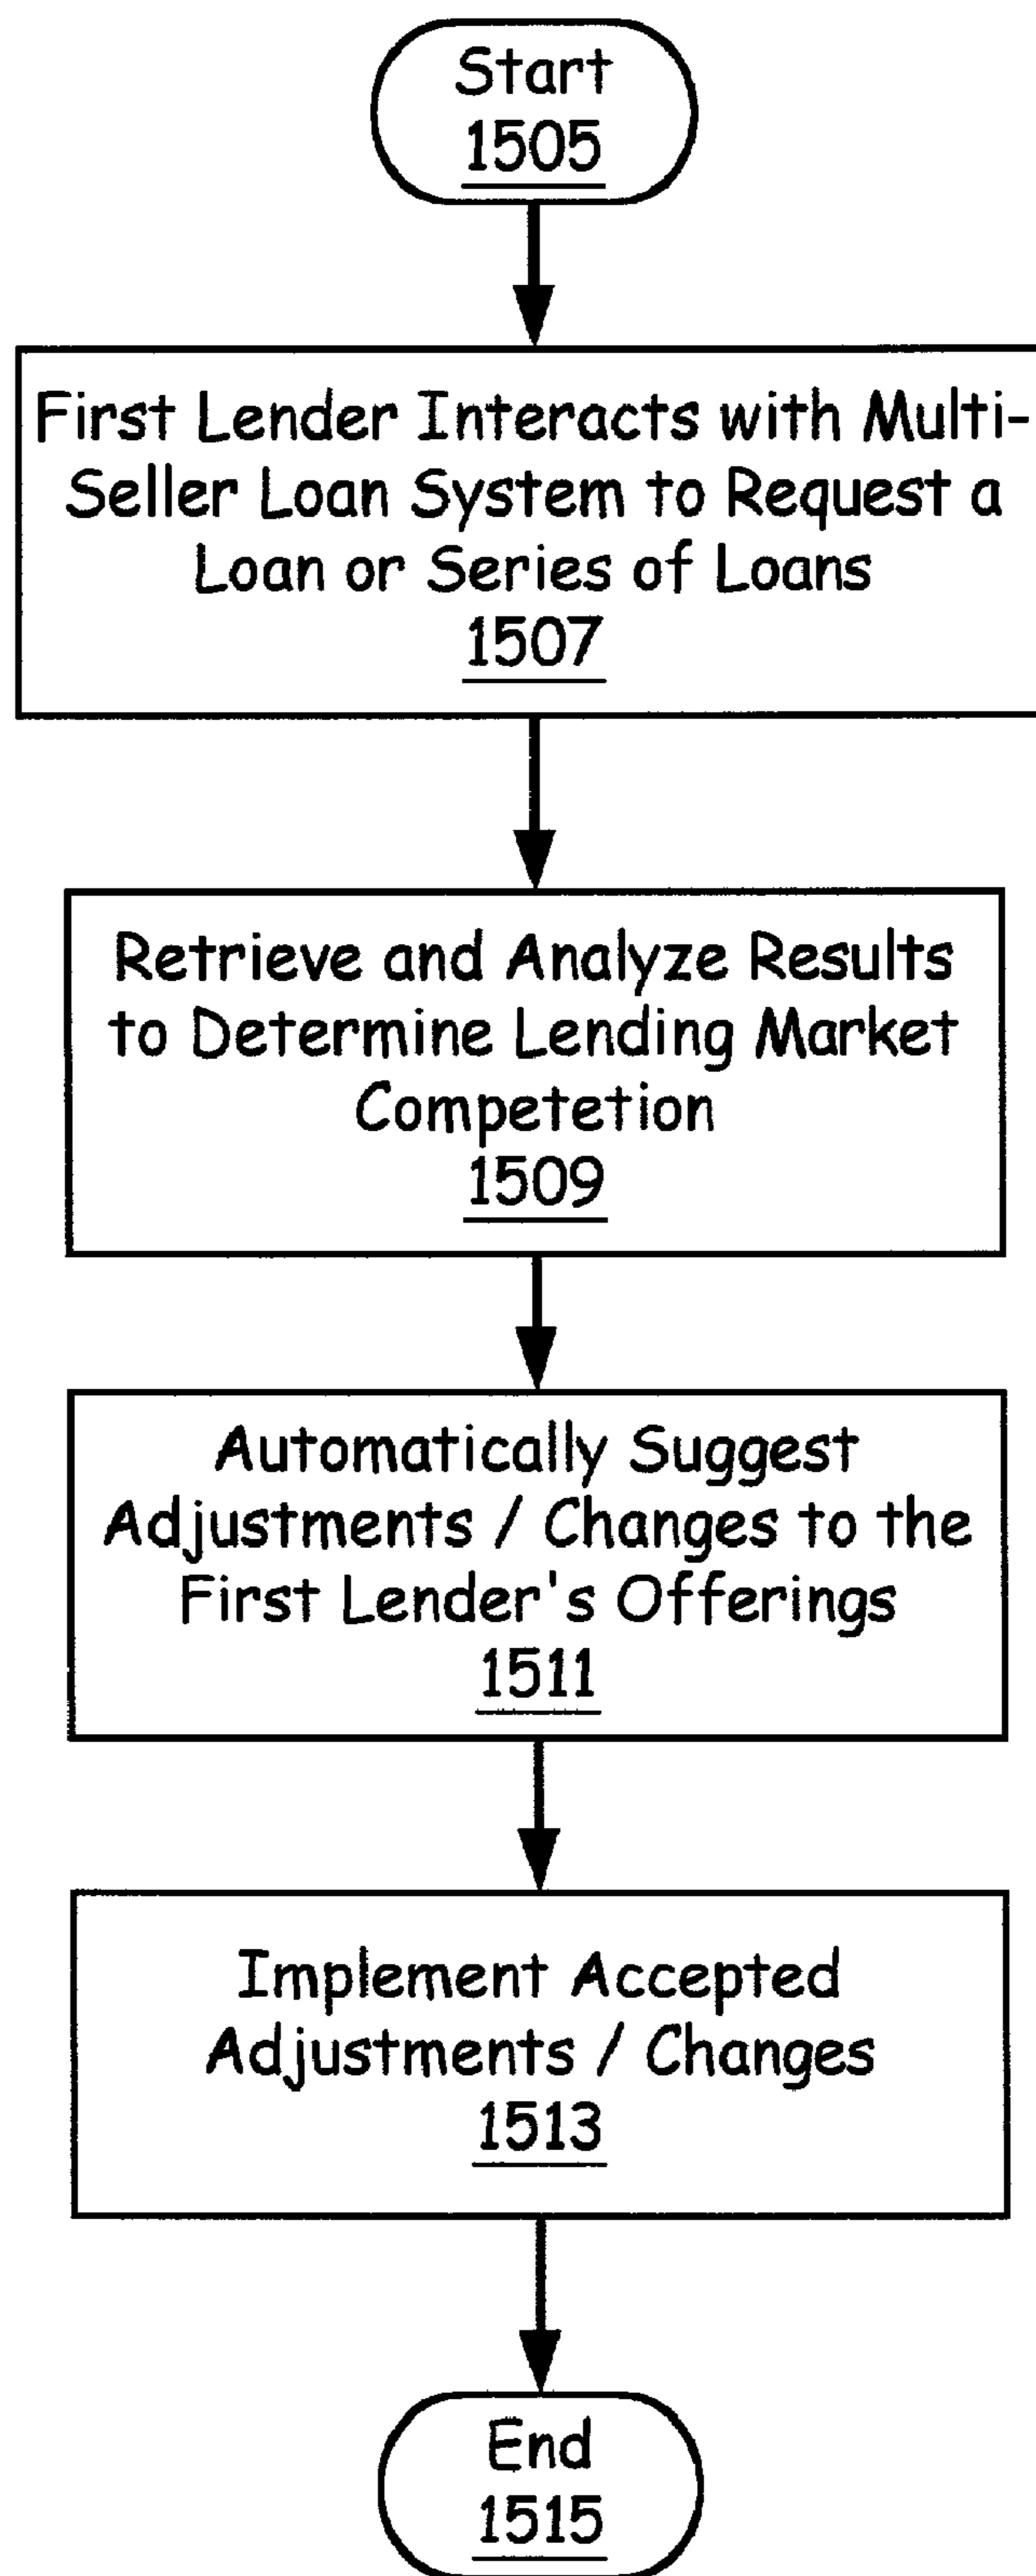 Start
1505
First Lender Interacts with Multi-
Seller Loan System to Request a
Loan or Series of Loans
1507
Retrieve and Analyze Results
to Determine Lending Market
Competetion
1509
Automatically Suggest
Adjustments / Changes to the
First Lender's Offerings
1511
Implement Accepted
Adjustments / Changes
1513
End
1515